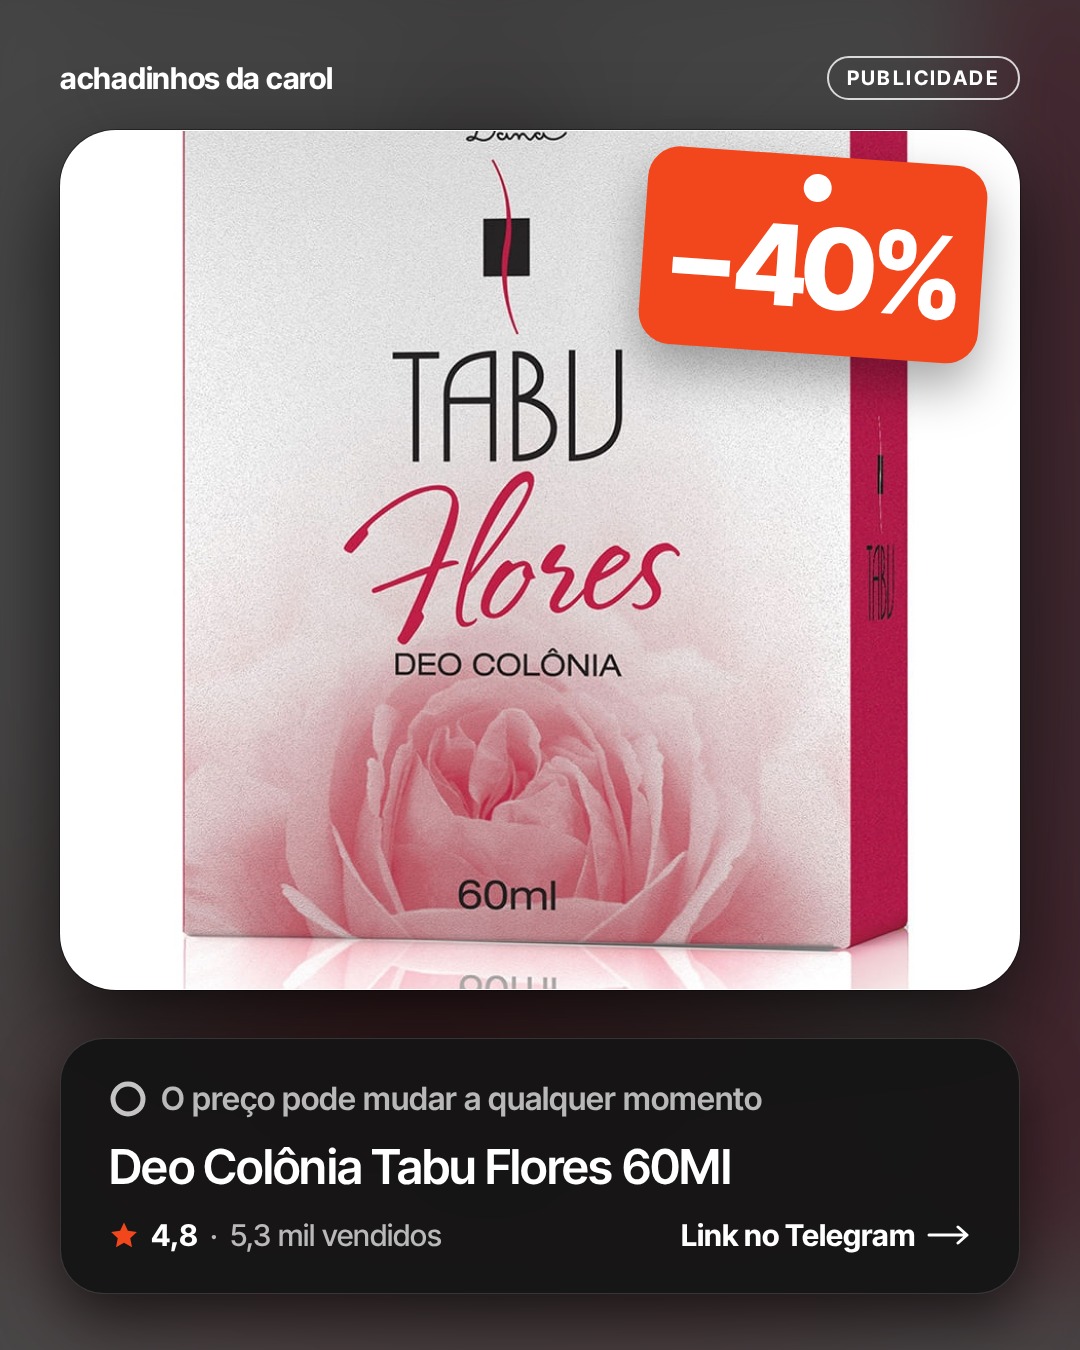 achadinhos da carol
PUBLICIDADE
Dana
−40%
TABU
Flores
DEO COLÔNIA
TABU
60ml
O preço pode mudar a qualquer momento
Deo Colônia Tabu Flores 60Ml
4,8 · 5,3 mil vendidos
Link no Telegram →